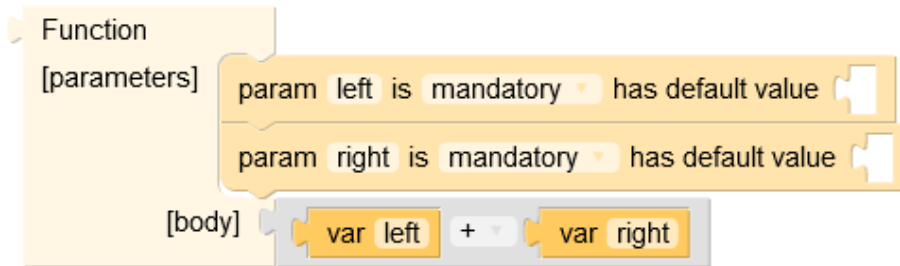 Function
[parameters] param left is mandatory has default value
param right is mandatory has default value
[body] var left + var right